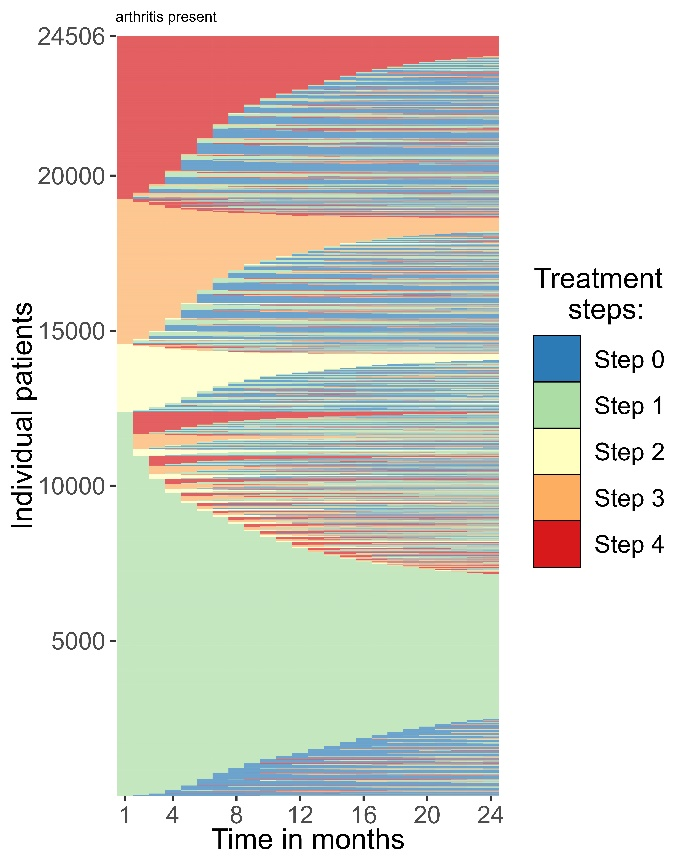 arthritis present
24506
20000
15000
10000
5000
Individual patients
1 4 8 12 16 20 24
Time in months
Treatment
steps:
Step 0
Step 1
Step 2
Step 3
Step 4